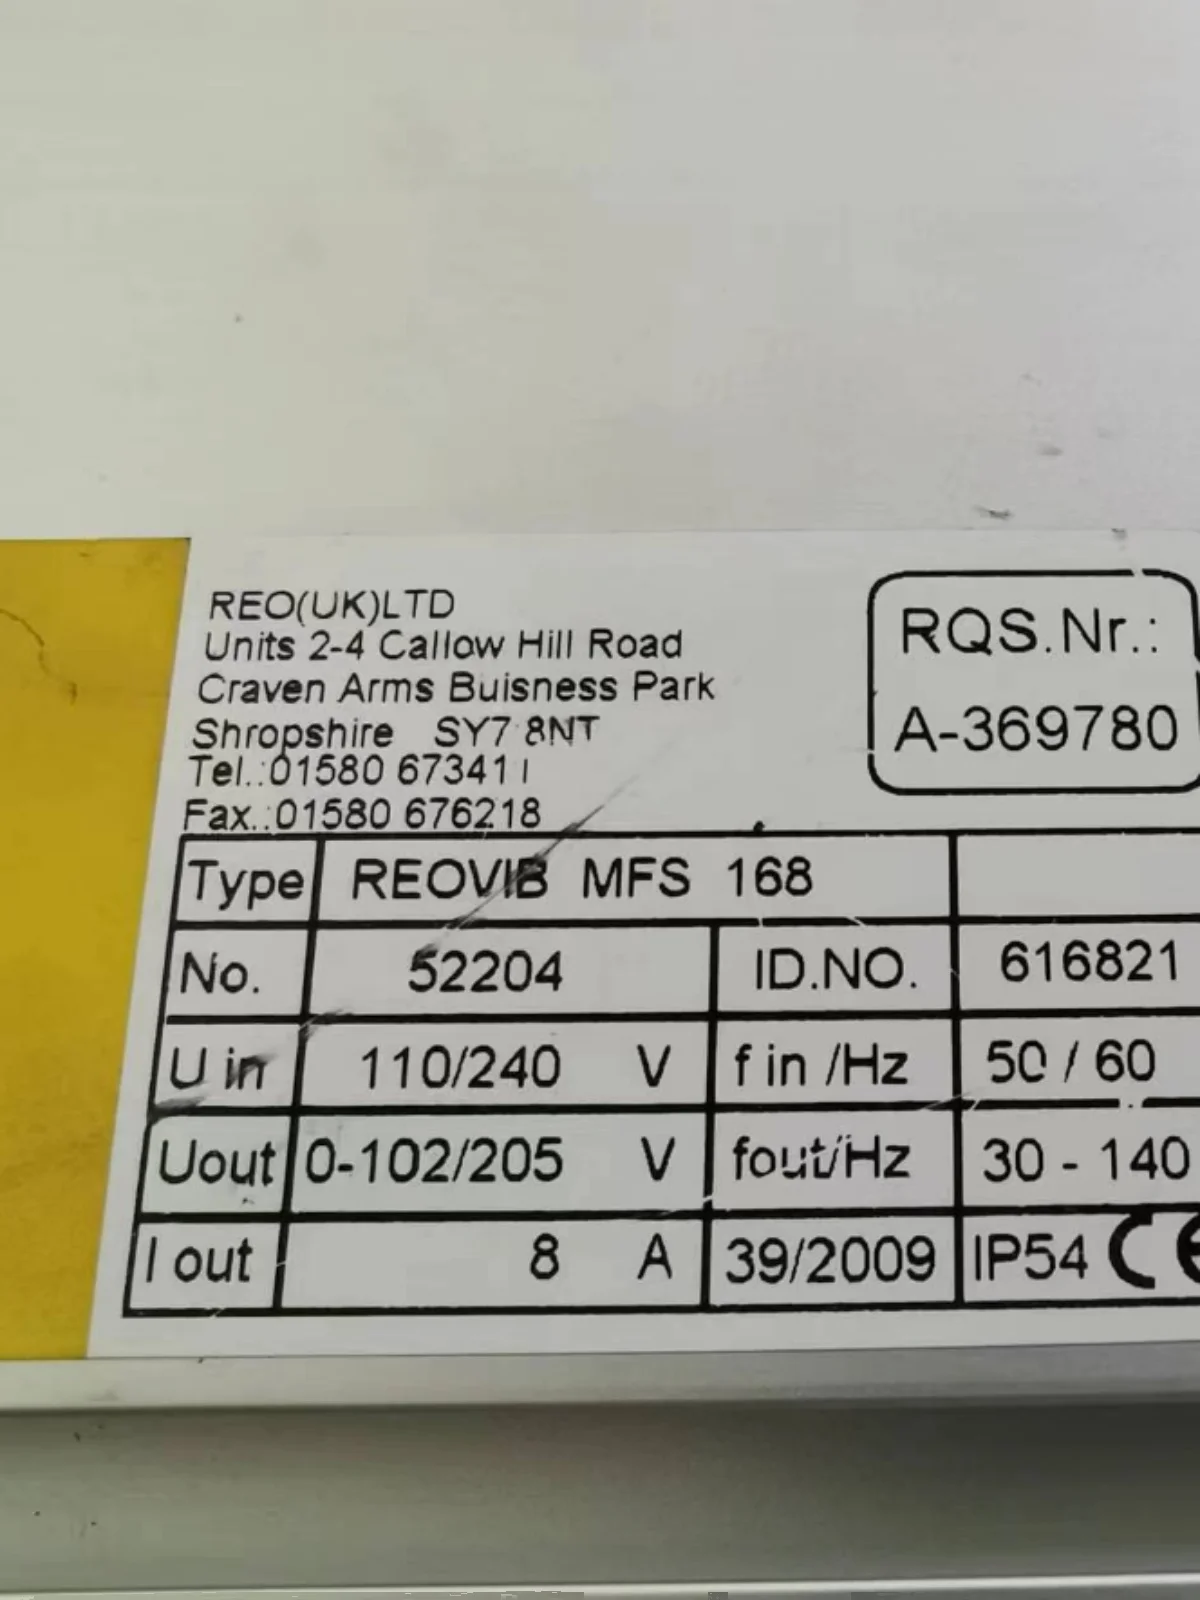 REO(UK)LTD
Units 2-4 Callow Hill Road
Craven Arms Buisness Park
Shropshire SY7 8NT
Tel.:01580 673411
Fax.:01580 676218
RQS.Nr.:
A-369780
Type REOVIB MFS 168
No. 52204 ID.NO. 616821
U in 110/240 V f in /Hz 50 / 60
Uout 0-102/205 V fout/Hz 30 - 140
I out 8 A 39/2009 IP54 CE